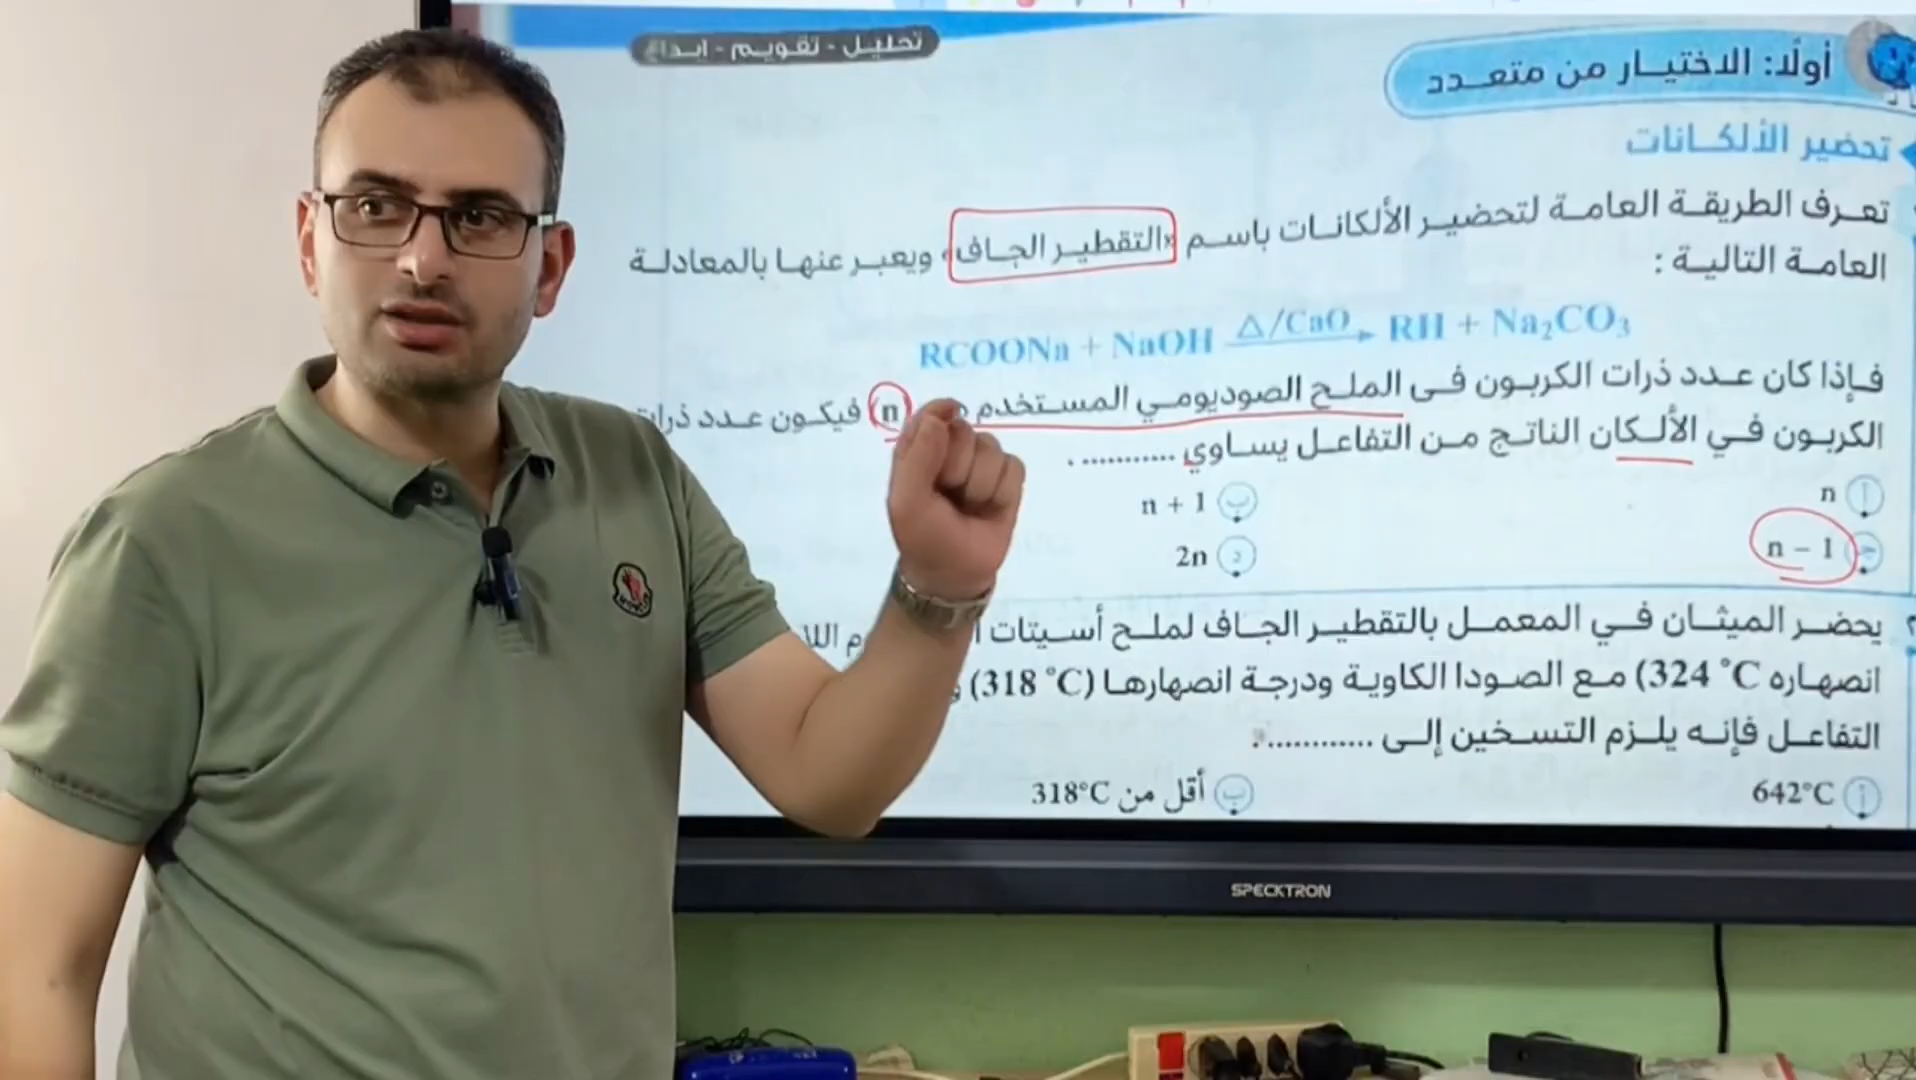 تحليل - تقويم - ابداع
أولًا: الاختيار من متعدد
تحضير الألكانات
تعرف الطريقة العامة لتحضير الألكانات باسم «التقطير الجاف» ويعبر عنها بالمعادلة
العامة التالية :
RCOONa + NaOH △/CaO RH + Na₂CO₃
فإذا كان عدد ذرات الكربون فى الملح الصوديومي المستخدم (n) فيكون عدد ذرات
الكربون في الألكان الناتج من التفاعل يساوي ........... .
أ n
ب n + 1
ج n – 1
د 2n
يحضر الميثان في المعمل بالتقطير الجاف لملح أسيتات
انصهاره 324 °C) مع الصودا الكاوية ودرجة انصهارها (318 °C)
التفاعل فإنه يلزم التسخين إلى ............
أ 642°C
ب أقل من 318°C
SPECKTRON